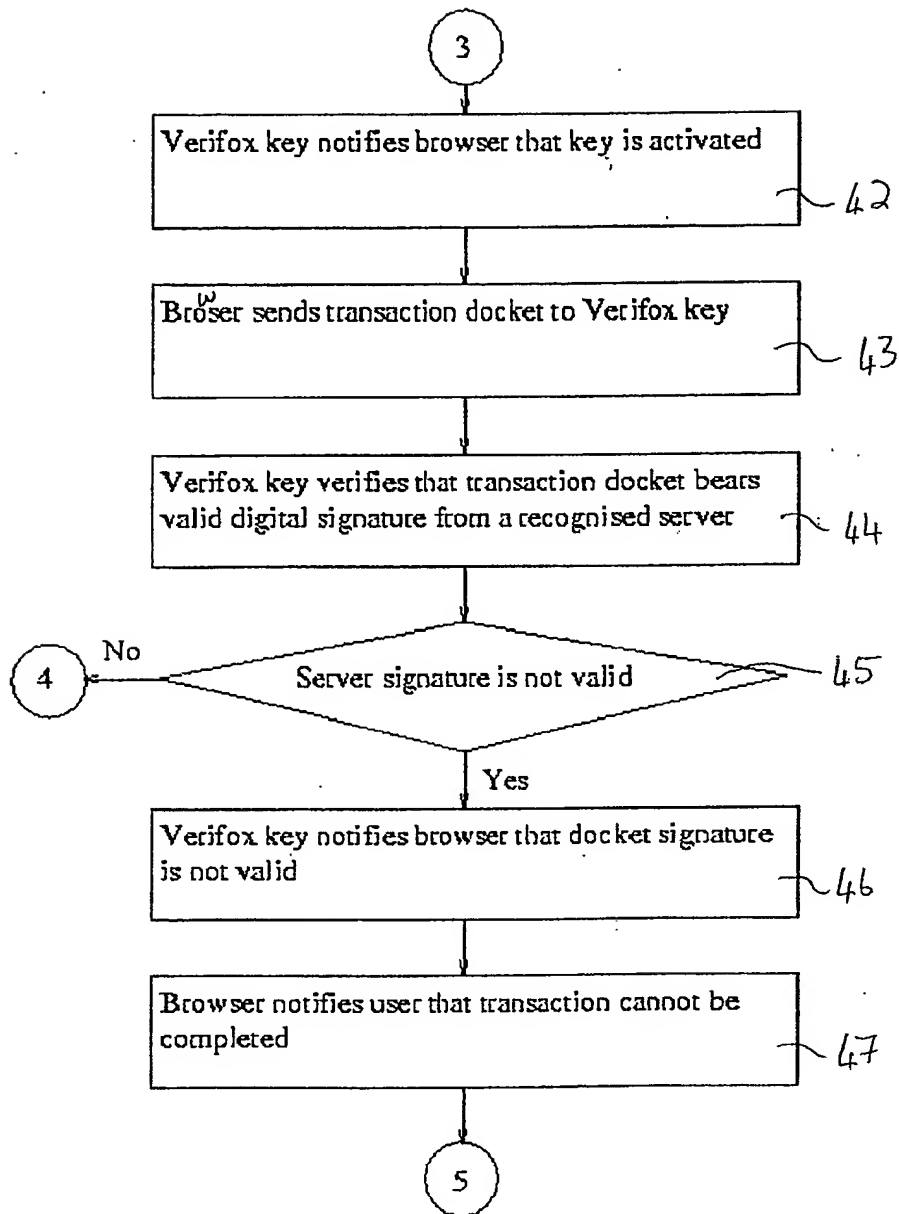 3
Verifox key notifies browser that key is activated
42
Browser sends transaction docket to Verifox key
43
Verifox key verifies that transaction docket bears
valid digital signature from a recognised server
44
No
4
Server signature is not valid
45
Yes
Verifox key notifies browser that docket signature
is not valid
46
Browser notifies user that transaction cannot be
completed
47
5